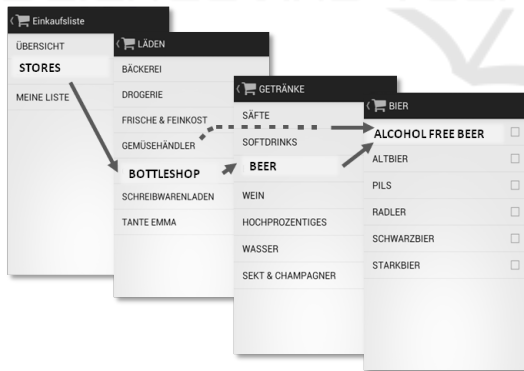 Einkaufsliste
ÜBERSICHT
STORES
MEINE LISTE
LÄDEN
BÄCKEREI
DROGERIE
FRISCHE & FEINKOST
GEMÜSEHÄNDLER
BOTTLESHOP
SCHREIBWARENLADEN
TANTE EMMA
GETRÄNKE
SÄFTE
SOFTDRINKS
BEER
WEIN
HOCHPROZENTIGES
WASSER
SEKT & CHAMPAGNER
BIER
ALCOHOL FREE BEER
ALTBIER
PILS
RADLER
SCHWARZBIER
STARKBIER